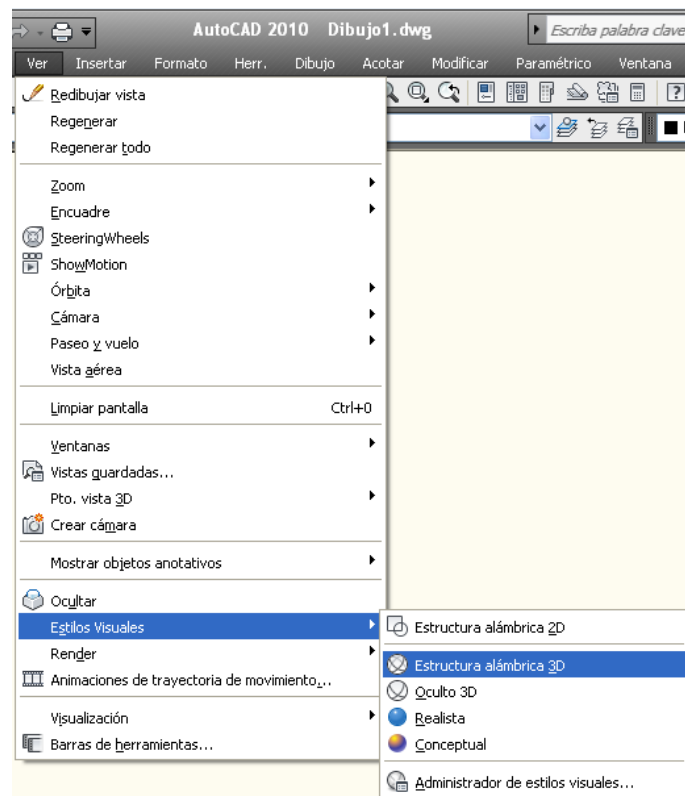 AutoCAD 2010 Dibujo1.dwg
Escriba palabra clave
Ver Insertar Formato Herr. Dibujo Acotar Modificar Paramétrico Ventana
Redibujar vista
Regenerar
Regenerar todo
Zoom
Encuadre
SteeringWheels
ShowMotion
Órbita
Cámara
Paseo y vuelo
Vista aérea
Limpiar pantalla Ctrl+0
Ventanas
Vistas guardadas...
Pto. vista 3D
Crear cámara
Mostrar objetos anotativos
Ocultar
Estilos Visuales
Render
Animaciones de trayectoria de movimiento...
Visualización
Barras de herramientas...
Estructura alámbrica 2D
Estructura alámbrica 3D
Oculto 3D
Realista
Conceptual
Administrador de estilos visuales...